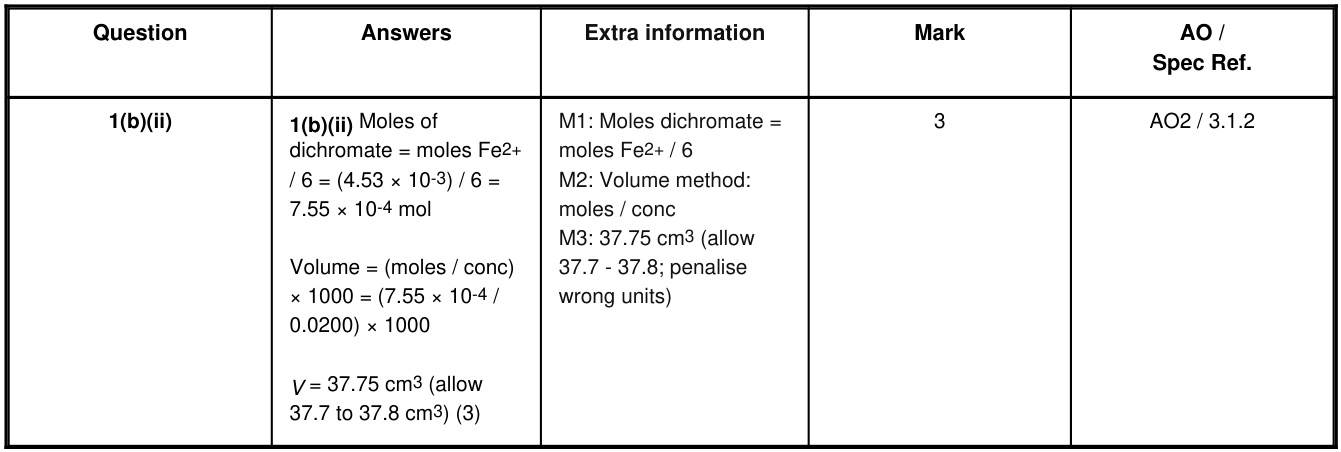 Question
Answers
Extra information
Mark
AO /
Spec Ref.
1(b)(ii)
1(b)(ii) Moles of
dichromate = moles Fe2+
/ 6 = (4.53 × 10-3) / 6 =
7.55 × 10-4 mol
Volume = (moles / conc)
× 1000 = (7.55 × 10-4 /
0.0200) × 1000
V = 37.75 cm3 (allow
37.7 to 37.8 cm3) (3)
M1: Moles dichromate =
moles Fe2+ / 6
M2: Volume method:
moles / conc
M3: 37.75 cm3 (allow
37.7 - 37.8; penalise
wrong units)
3
AO2 / 3.1.2